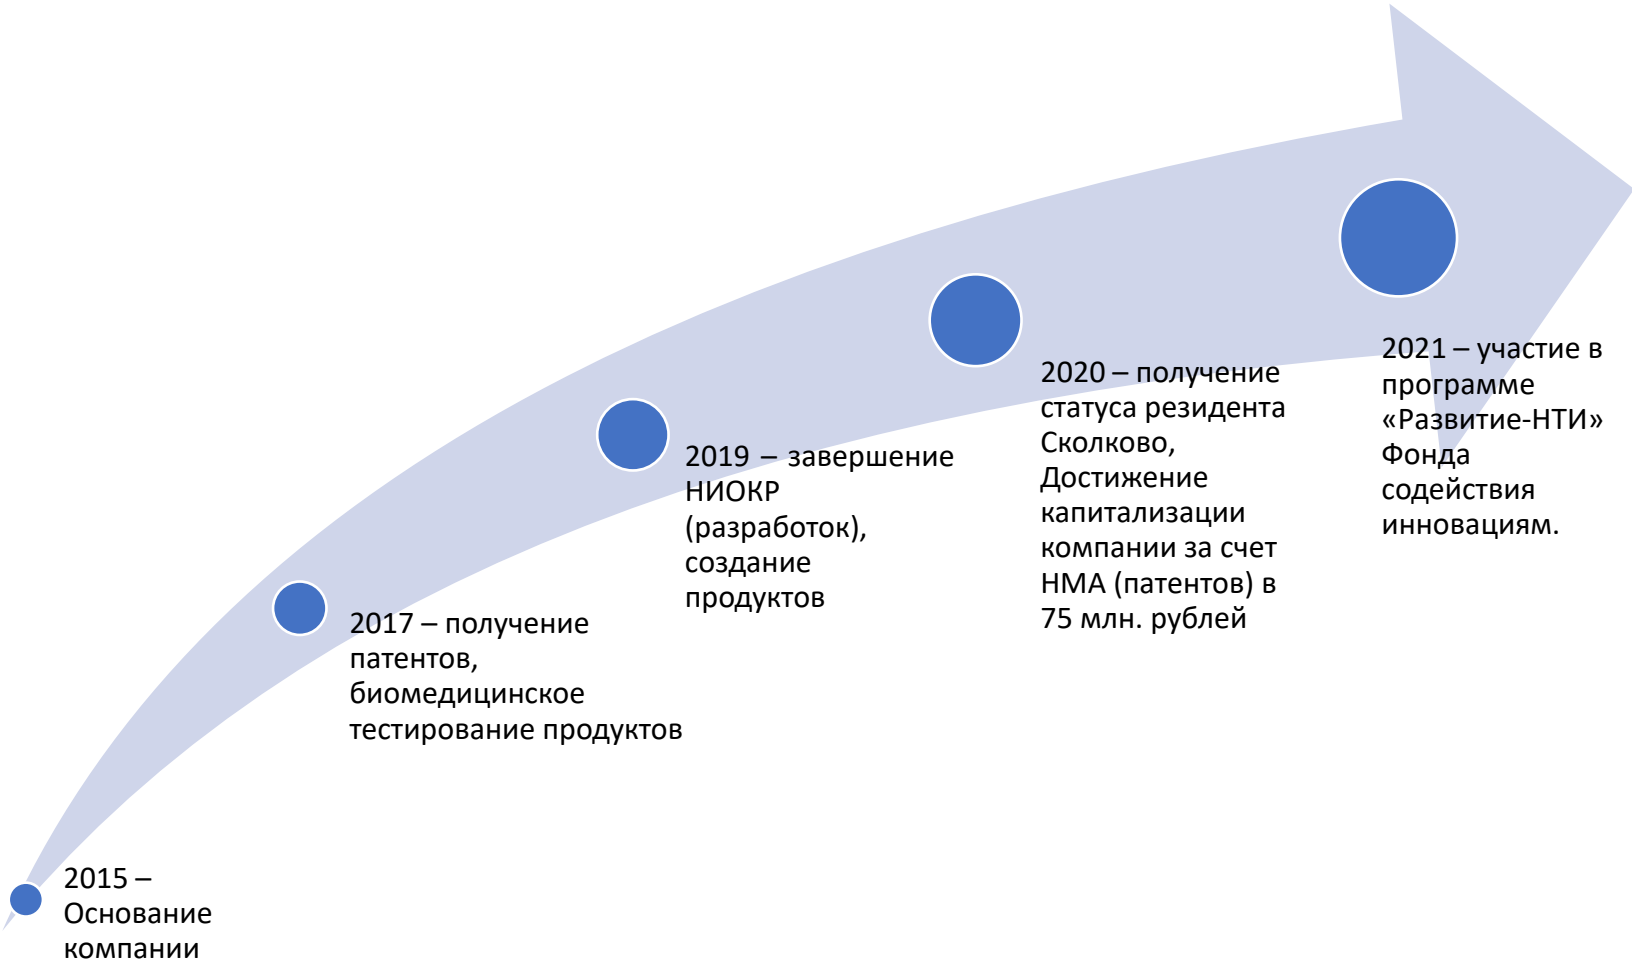 2015 –
Основание
компании
2017 – получение
патентов,
биомедицинское
тестирование продуктов
2019 – завершение
НИОКР
(разработок),
создание
продуктов
2020 – получение
статуса резидента
Сколково,
Достижение
капитализации
компании за счет
НМА (патентов) в
75 млн. рублей
2021 – участие в
программе
«Развитие-НТИ»
Фонда
содействия
инновациям.